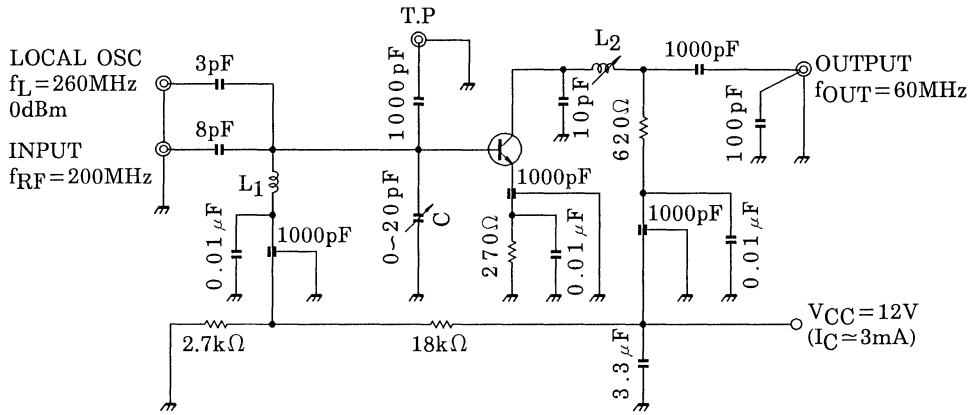 T.P
LOCAL OSC
fL=260MHz
0dBm
3pF
INPUT
fRF=200MHz
8pF
L1
0.01μF
1000pF
1000pF
0~20pF
C
L2
10pF
1000pF
270Ω
0.01μF
620Ω
1000pF
0.01μF
1000pF
100pF
OUTPUT
fOUT=60MHz
2.7kΩ
18kΩ
3.3μF
VCC=12V
(IC≃3mA)